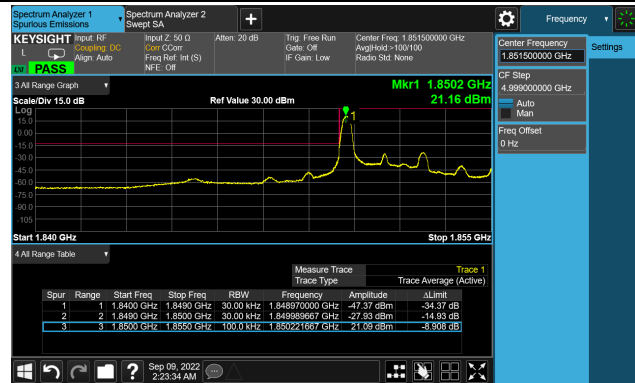 Spectrum Analyzer 1
Spurious Emissions
Spectrum Analyzer 2
Swept SA
Frequency
KEYSIGHT
L
PASS
Input: RF
Coupling: DC
Align: Auto
Input Z: 50 Ω
Corr CCorr
Freq Ref: Int (S)
NFE: Off
Atten: 20 dB
Trig: Free Run
Gate: Off
IF Gain: Low
Center Freq: 1.851500000 GHz
Avg|Hold:>100/100
Radio Std: None
Center Frequency
1.851500000 GHz
Settings
CF Step
4.999000000 GHz
Auto
Man
Freq Offset
0 Hz
3 All Range Graph
Mkr1 1.8502 GHz
Scale/Div 15.0 dB
Ref Value 30.00 dBm
21.16 dBm
Log
15.0
0.00
-15.0
-30.0
-45.0
-60.0
-75.0
-90.0
-105
1
Start 1.840 GHz
Stop 1.855 GHz
4 All Range Table
Measure Trace Trace 1
Trace Type Trace Average (Active)
Spur Range Start Freq Stop Freq RBW Frequency Amplitude ΔLimit
1 1 1.8400 GHz 1.8490 GHz 30.00 kHz 1.848970000 GHz -47.37 dBm -34.37 dB
2 2 1.8490 GHz 1.8500 GHz 30.00 kHz 1.849989667 GHz -27.93 dBm -14.93 dB
3 3 1.8500 GHz 1.8550 GHz 100.0 kHz 1.850221667 GHz 21.09 dBm -8.908 dB
Sep 09, 2022
2:23:34 AM